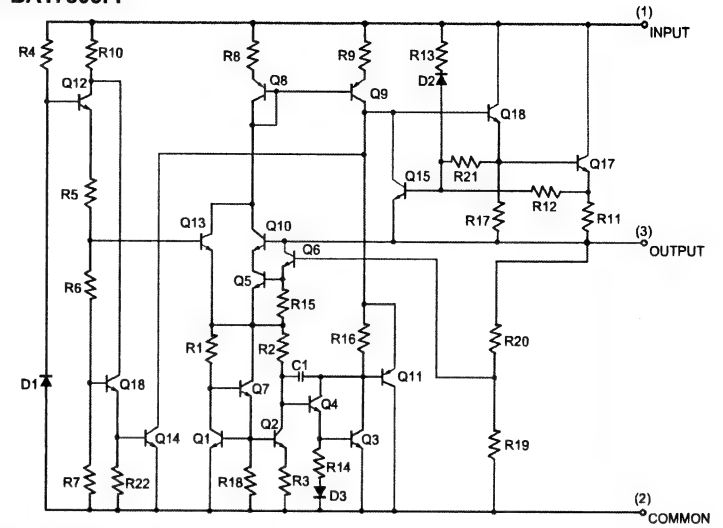 (1)
INPUT
R4
R10
R8
R9
R13
D2
Q12
Q8
Q9
Q18
Q17
R21
Q15
R5
R12
R17
R11
Q13
Q10
Q6
(3)
OUTPUT
Q5
R6
R15
R1
R2
R16
R20
C1
D1
Q18
Q7
Q4
Q11
Q14
Q1
Q2
Q3
R19
R14
R7
R22
R18
R3
D3
(2)
COMMON